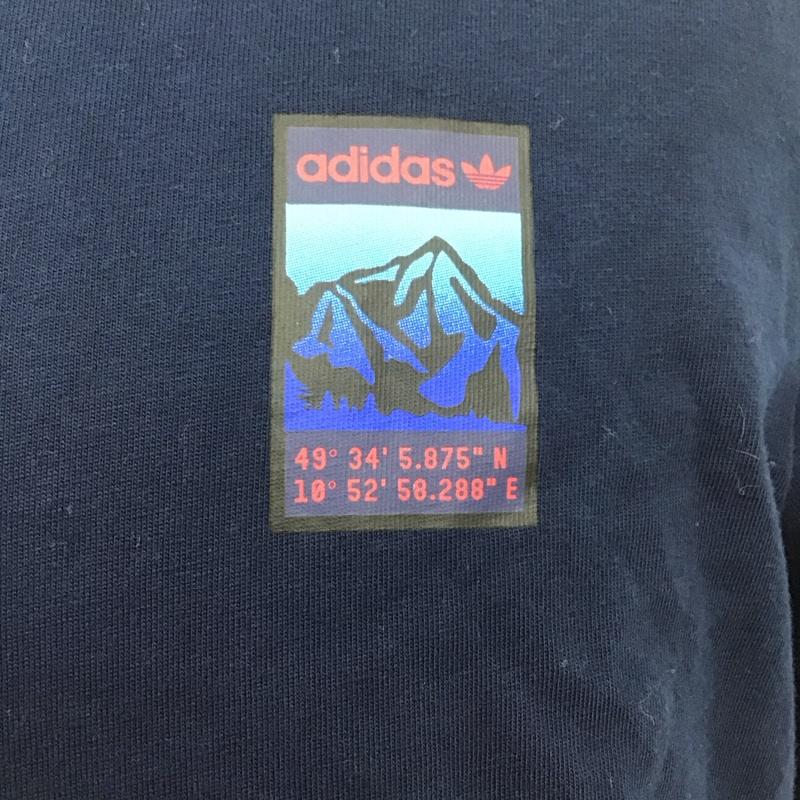 adidas
49° 34' 5.875" N
10° 52' 58.288" E